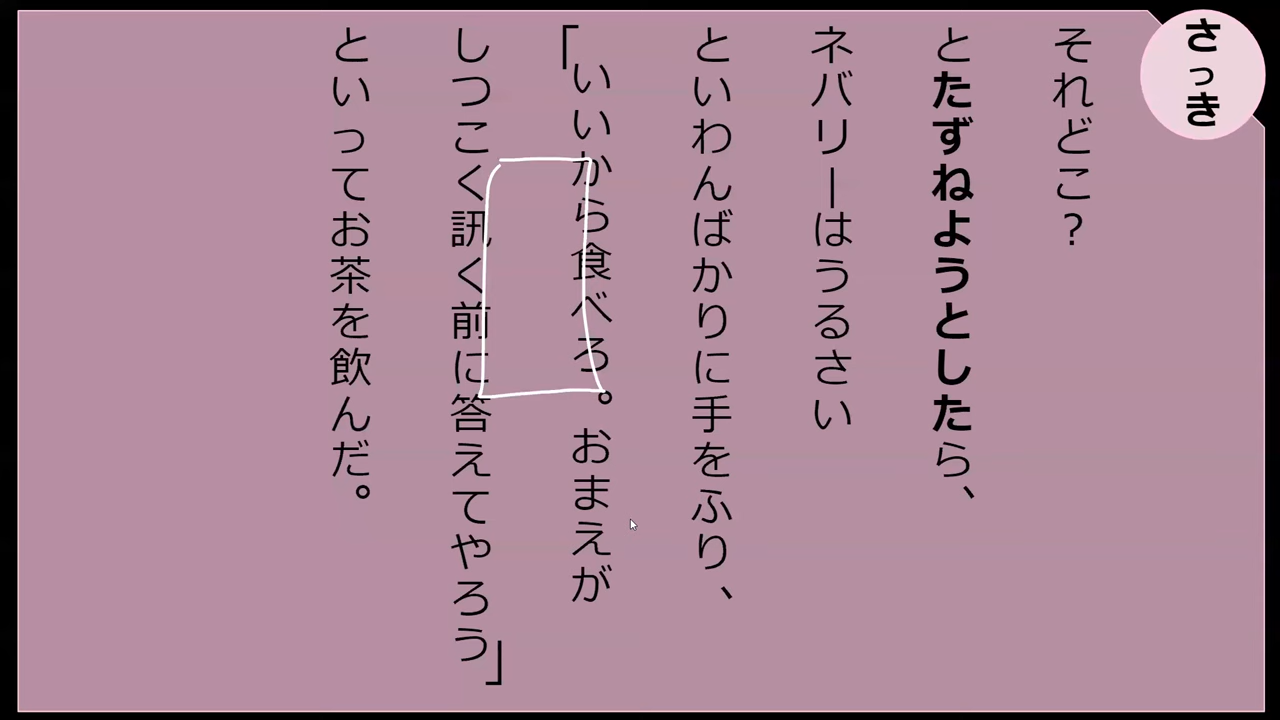 さっき
それどこ？
とたずねようとしたら、
ネバリーはうるさい
といわんばかりに手をふり、
「いいから食べろ。おまえが
しつこく訊く前に答えてやろう」
といってお茶を飲んだ。